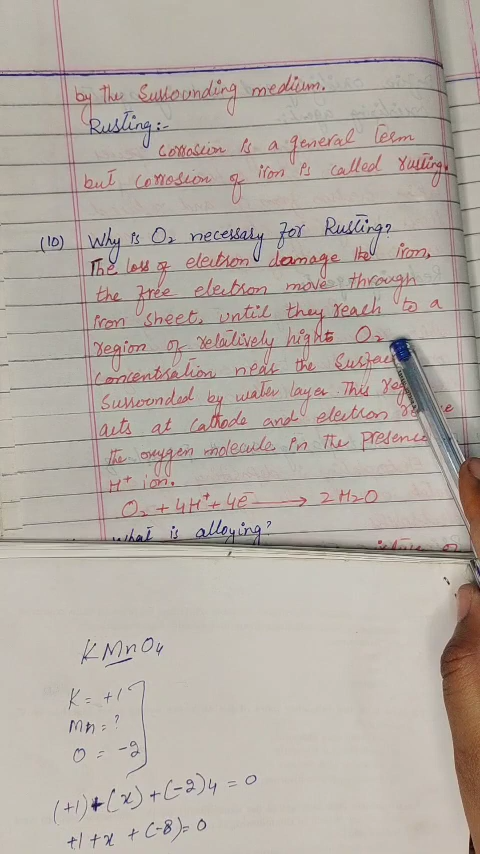 by the Surrounding medium.
Rusting:-
Corrosion is a general term
but corrosion of iron is called rusting.
(10) Why is O₂ necessary for Rusting?
The loss of electron damage the iron,
the free electron move through
iron sheet, until they reach to a
region of relatively hight O₂
Concentration near the Surface
Surrounded by water layer This
acts at cathode and electron
the oxygen molecule in the presence
H⁺ ion.
O₂ + 4H⁺ + 4e ⟶ 2H₂O
What is alloying?
KMnO₄
K = +1
Mn = ?
O = -2
(+1) + (x) + (-2)4 = 0
+1 + x + (-8) = 0